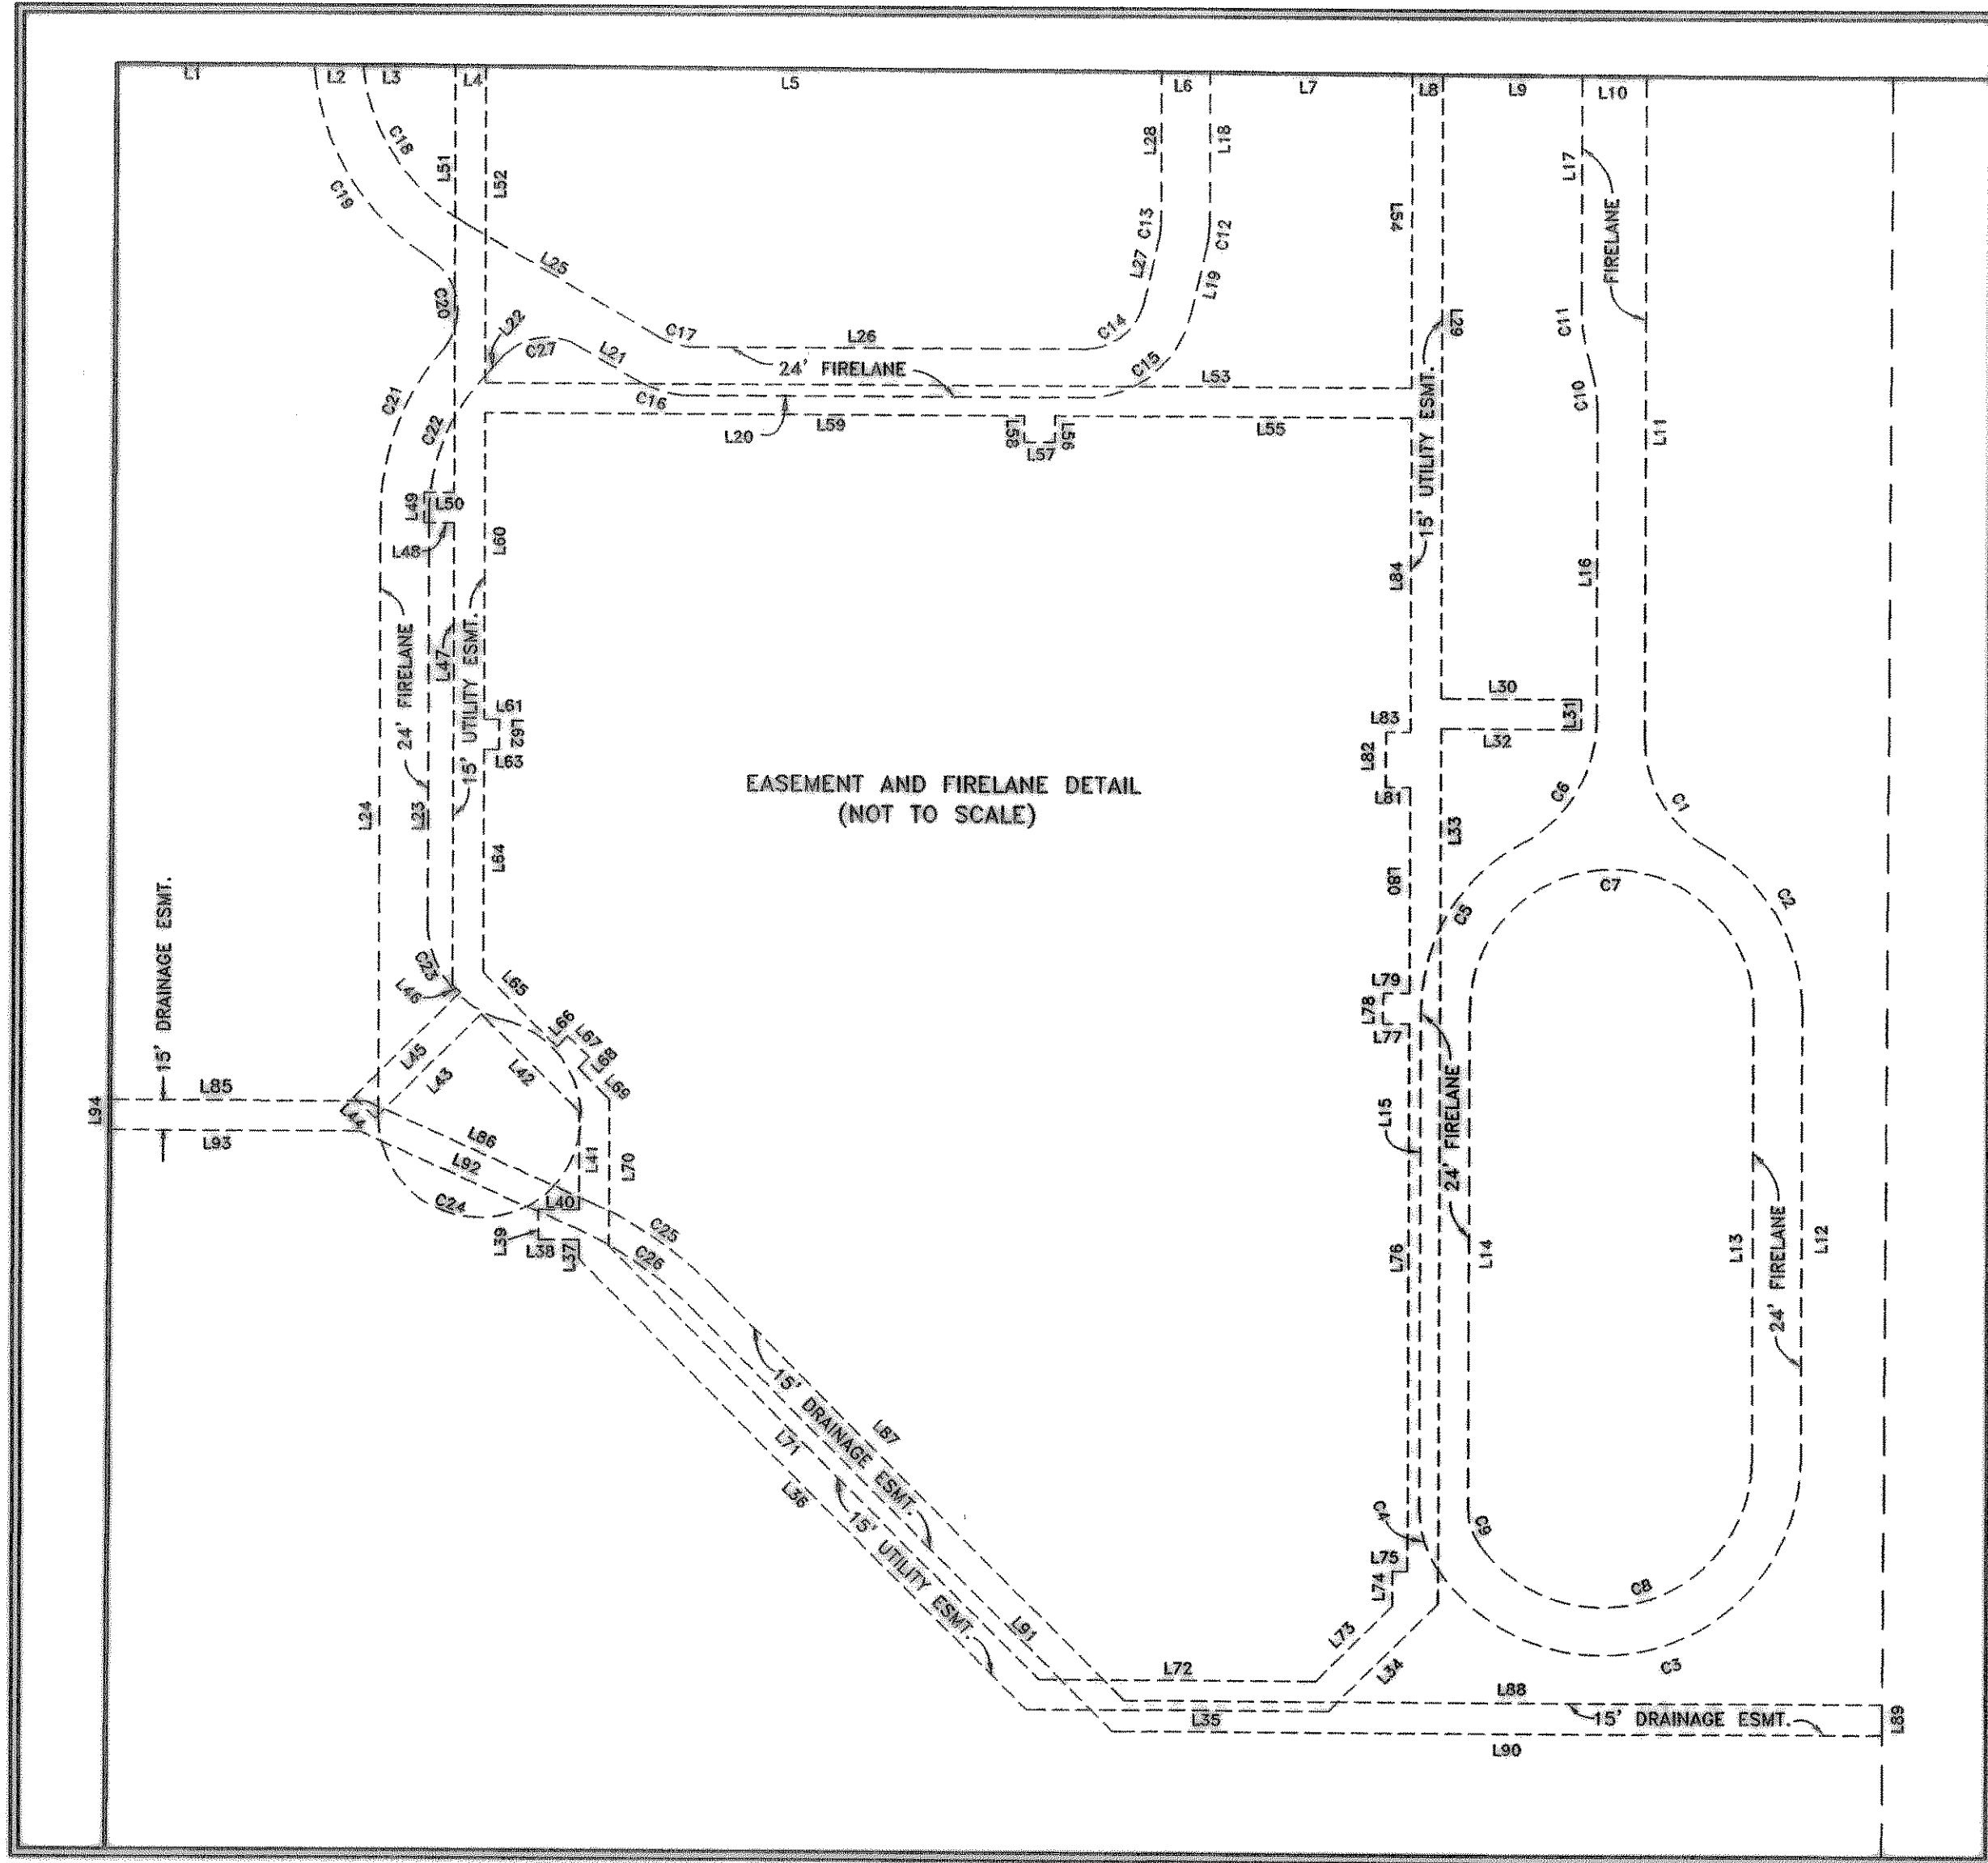 L1
L2
L3
L4
L5
L6
L7
L8
L9
L10
C18
C19
L51
L52
L25
L28
L18
C13
C12
L27
L19
L54
L17
FIRELANE
C20
L22
C27
L21
C17
L26
C14
C15
24' FIRELANE
L29
C11
C10
C21
C22
C16
L20
L59
L58
L57
L56
L53
L55
15' UTILITY ESMT.
L11
L49
L50
L48
L60
L84
L16
24' FIRELANE
L47
15' UTILITY ESMT.
L61
L62
L63
L83
L82
L81
L30
L31
L32
EASEMENT AND FIRELANE DETAIL
(NOT TO SCALE)
L24
L23
L64
L80
L33
C6
C1
C7
C5
C2
15' DRAINAGE ESMT.
C23
L46
L65
L66
L67
L68
L69
L79
L78
L77
L45
L43
L42
L44
L85
L94
L93
L86
L92
L41
L70
L15
24' FIRELANE
C24
L40
L39
L38
L37
C25
C26
L76
L14
L13
24' FIRELANE
L12
15' DRAINAGE ESMT.
L87
L71
L36
15' UTILITY ESMT.
L91
C4
C9
C8
C3
L75
L74
L73
L34
L72
L35
L88
15' DRAINAGE ESMT.
L89
L90